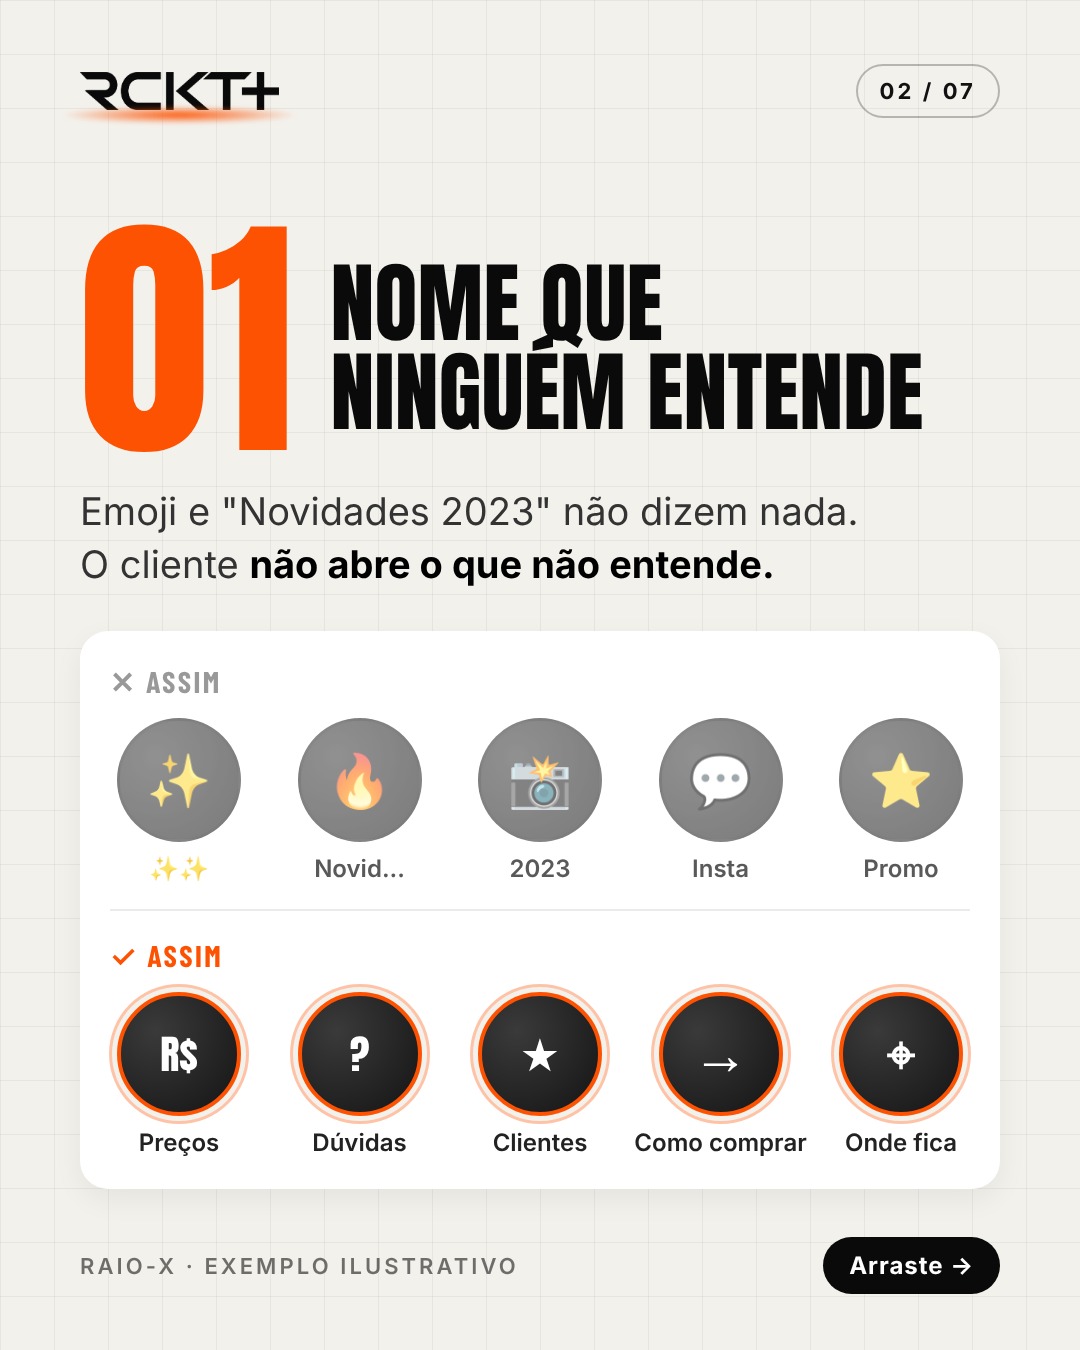 RCKT+
02 / 07
01
NOME QUE
NINGUÉM ENTENDE
Emoji e "Novidades 2023" não dizem nada.
O cliente não abre o que não entende.
✕ ASSIM
✨✨
Novid...
2023
Insta
Promo
✓ ASSIM
R$
?
★
→
⌖
Preços
Dúvidas
Clientes
Como comprar
Onde fica
RAIO-X · EXEMPLO ILUSTRATIVO
Arraste →